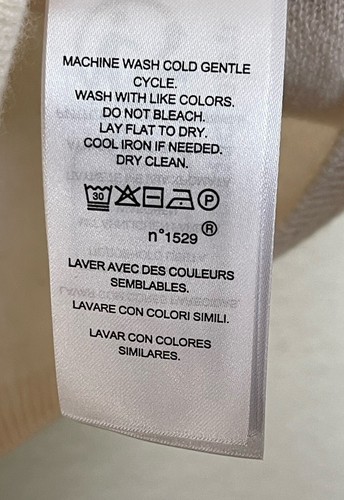 MACHINE WASH COLD GENTLE
CYCLE.
WASH WITH LIKE COLORS.
DO NOT BLEACH.
LAY FLAT TO DRY.
COOL IRON IF NEEDED.
DRY CLEAN.
30 P
n°1529 ®
LAVER AVEC DES COULEURS
SEMBLABLES.
LAVARE CON COLORI SIMILI.
LAVAR CON COLORES
SIMILARES.